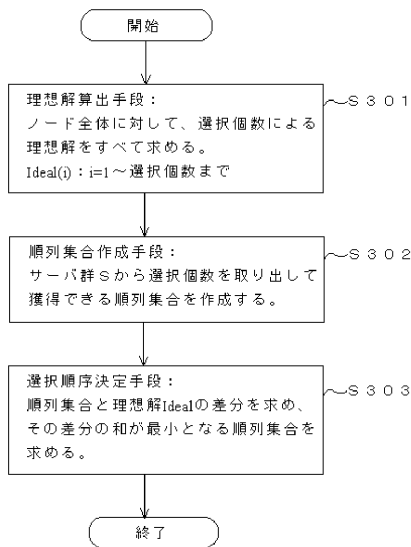 開始
理想解算出手段：
ノード全体に対して、選択個数による
理想解をすべて求める。
Ideal(i)：i=1～選択個数まで
Ｓ３０１
順列集合作成手段：
サーバ群Ｓから選択個数を取り出して
獲得できる順列集合を作成する。
Ｓ３０２
選択順序決定手段：
順列集合と理想解Idealの差分を求め、
その差分の和が最小となる順列集合を
求める。
Ｓ３０３
終了